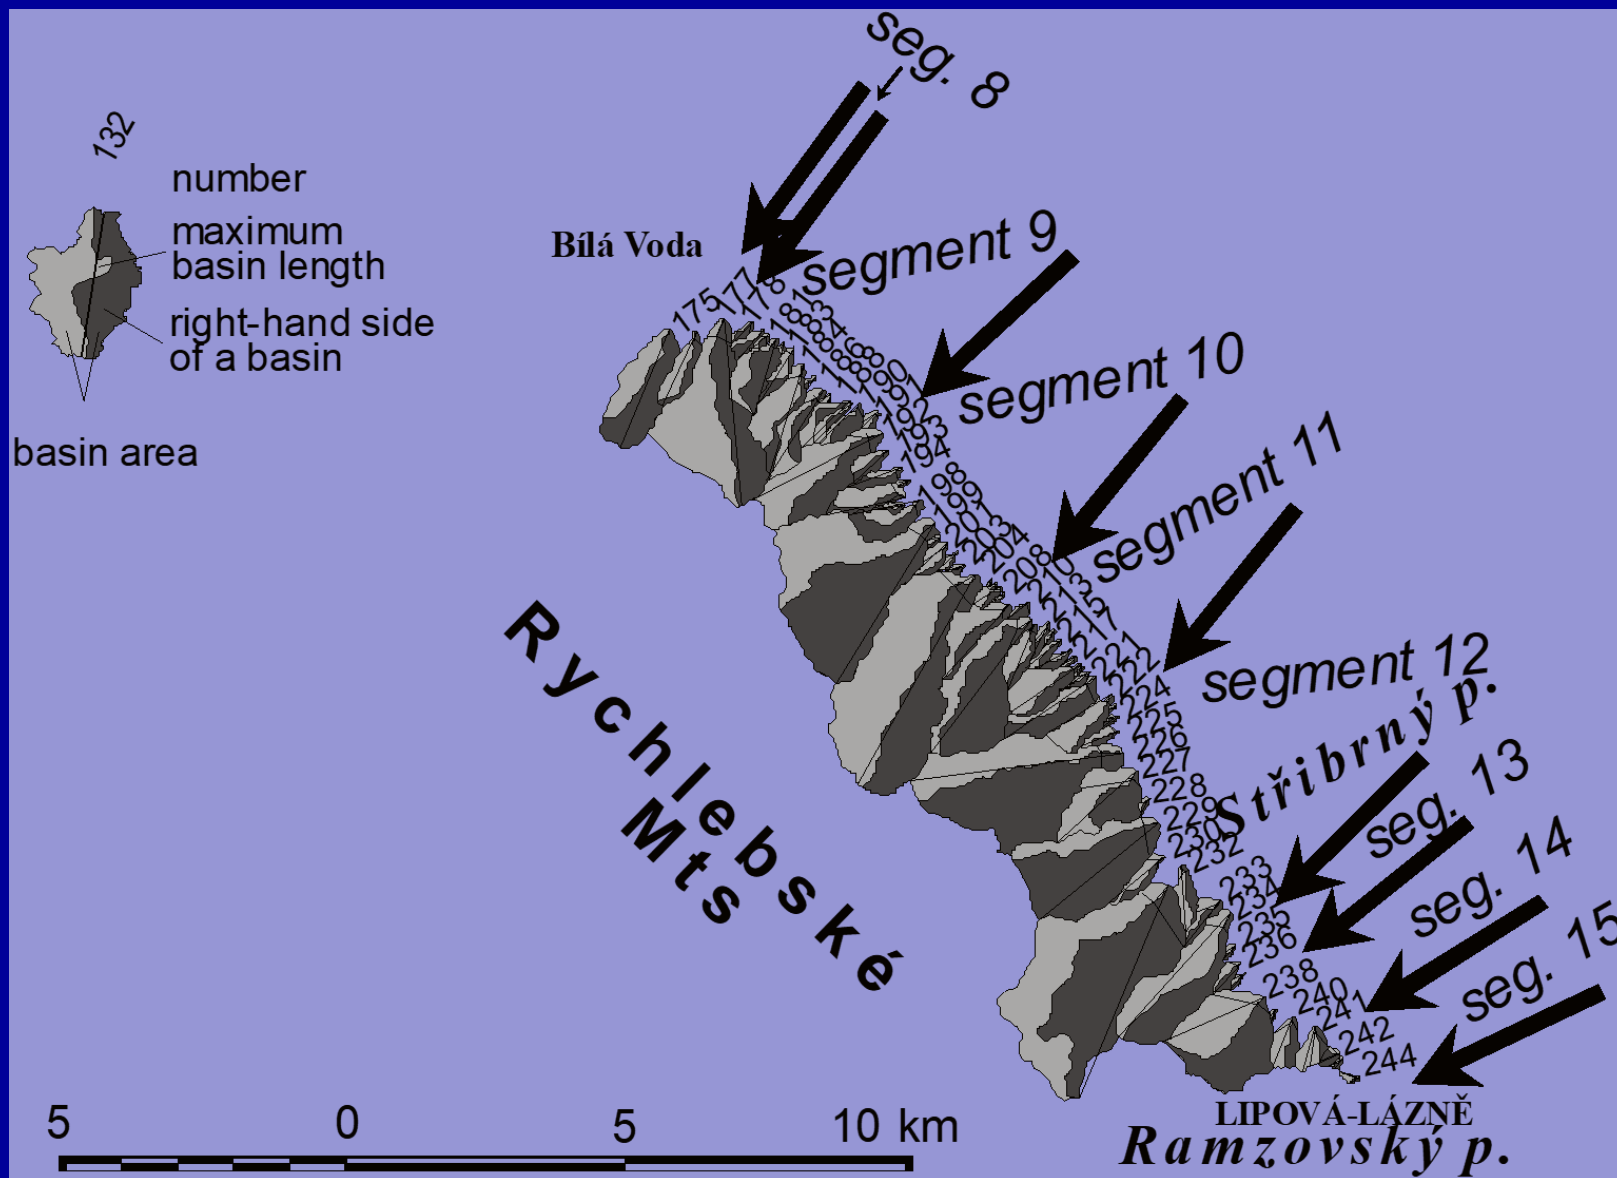 132
number
maximum
basin length
right-hand side
of a basin
basin area
seg. 8
Bílá Voda
segment 9
segment 10
segment 11
segment 12
Stříbrný p.
seg. 13
seg. 14
seg. 15
175
177
178
194
204
208
221
222
224
225
226
227
228
229
230
232
233
234
235
236
238
240
241
242
244
Rychlebské
Mts
LIPOVÁ-LÁZNĚ
Ramzovský p.
5 0 5 10 km